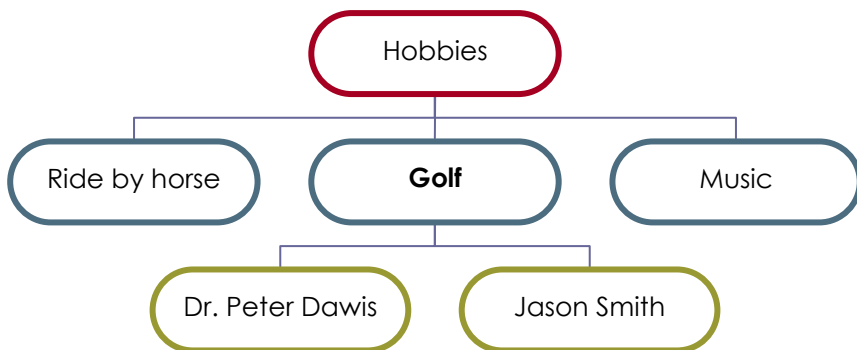 Hobbies
Ride by horse
Golf
Music
Dr. Peter Dawis
Jason Smith